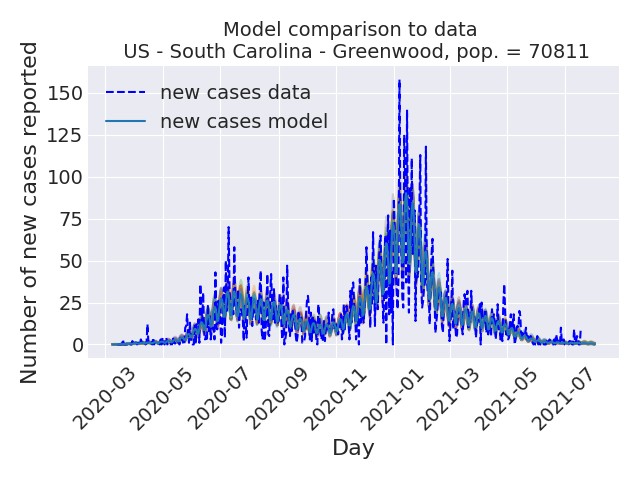 Model comparison to data
US - South Carolina - Greenwood, pop. = 70811
Number of new cases reported
150
125
100
75
50
25
0
new cases data
new cases model
2020-03
2020-05
2020-07
2020-09
2020-11
2021-01
2021-03
2021-05
2021-07
Day